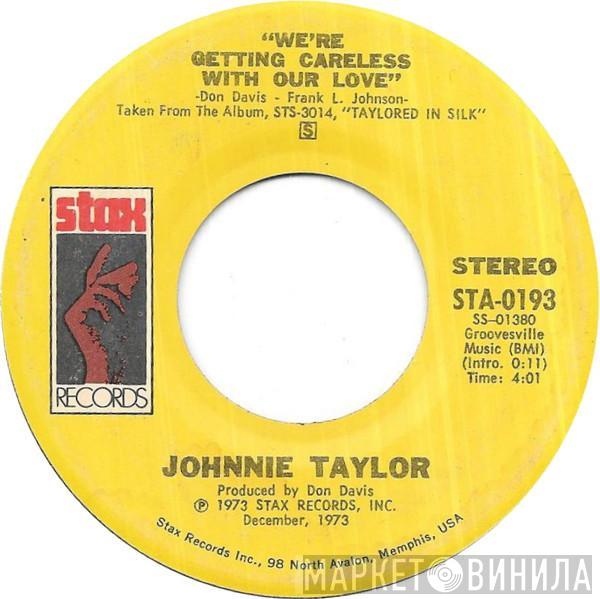 "WE'RE
GETTING CARELESS
WITH OUR LOVE"
-Don Davis - Frank L. Johnson-
Taken From The Album, STS-3014, "TAYLORED IN SILK"
S
stax
RECORDS
STEREO
STA-0193
SS-01380
Groovesville
Music (BMI)
(Intro. 0:11)
Time: 4:01
JOHNNIE TAYLOR
Produced by Don Davis
℗ 1973 STAX RECORDS, INC.
December, 1973
Stax Records Inc., 98 North Avalon, Memphis, USA
МАРКЕТ ВИНИЛА